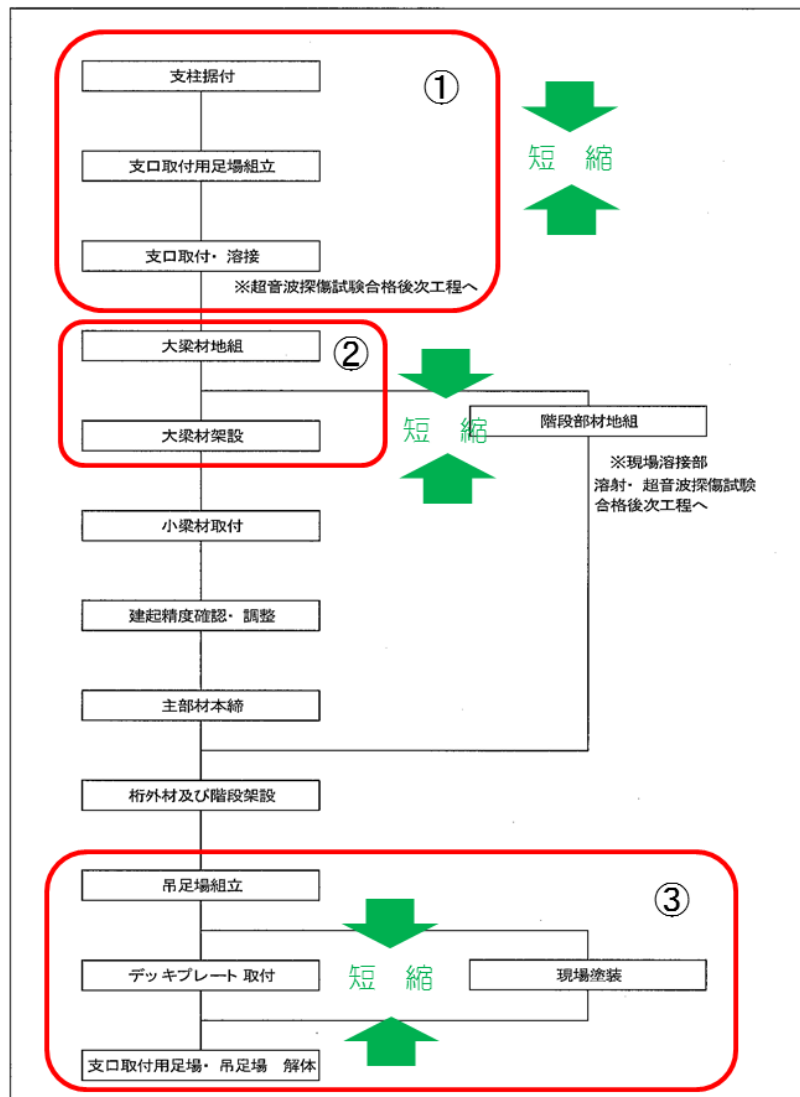 支柱据付
①
支口取付用足場組立
短 縮
支口取付・溶接
※超音波探傷試験合格後次工程へ
大梁材地組
②
大梁材架設
短 縮
階段部材地組
※現場溶接部
溶射・超音波探傷試験
合格後次工程へ
小梁材取付
建起精度確認・調整
主部材本締
桁外材及び階段架設
吊足場組立
③
デッキプレート 取付
短 縮
現場塗装
支口取付用足場・吊足場 解体